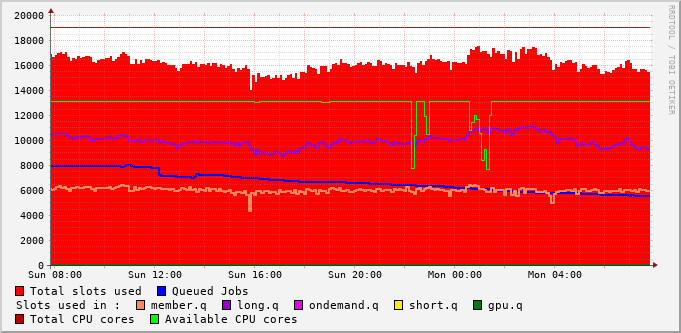 20000
18000
16000
14000
12000
10000
8000
6000
4000
2000
0
Sun 08:00 Sun 12:00 Sun 16:00 Sun 20:00 Mon 00:00 Mon 04:00
Total slots used Queued Jobs
Slots used in : member.q long.q ondemand.q short.q gpu.q
Total CPU cores Available CPU cores
RRDTOOL / TOBI OETIKER